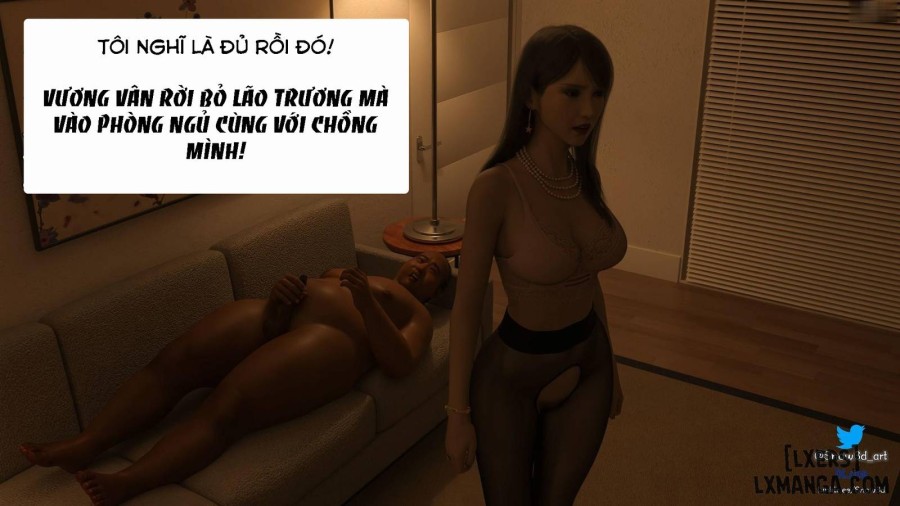 TÔI NGHĨ LÀ ĐỦ RỒI ĐÓ!
VƯƠNG VÂN RỜI BỎ LÃO TRƯƠNG MÀ
VÀO PHÒNG NGỦ CÙNG VỚI CHỒNG
MÌNH!
[LXERS]
LXMANGA.COM